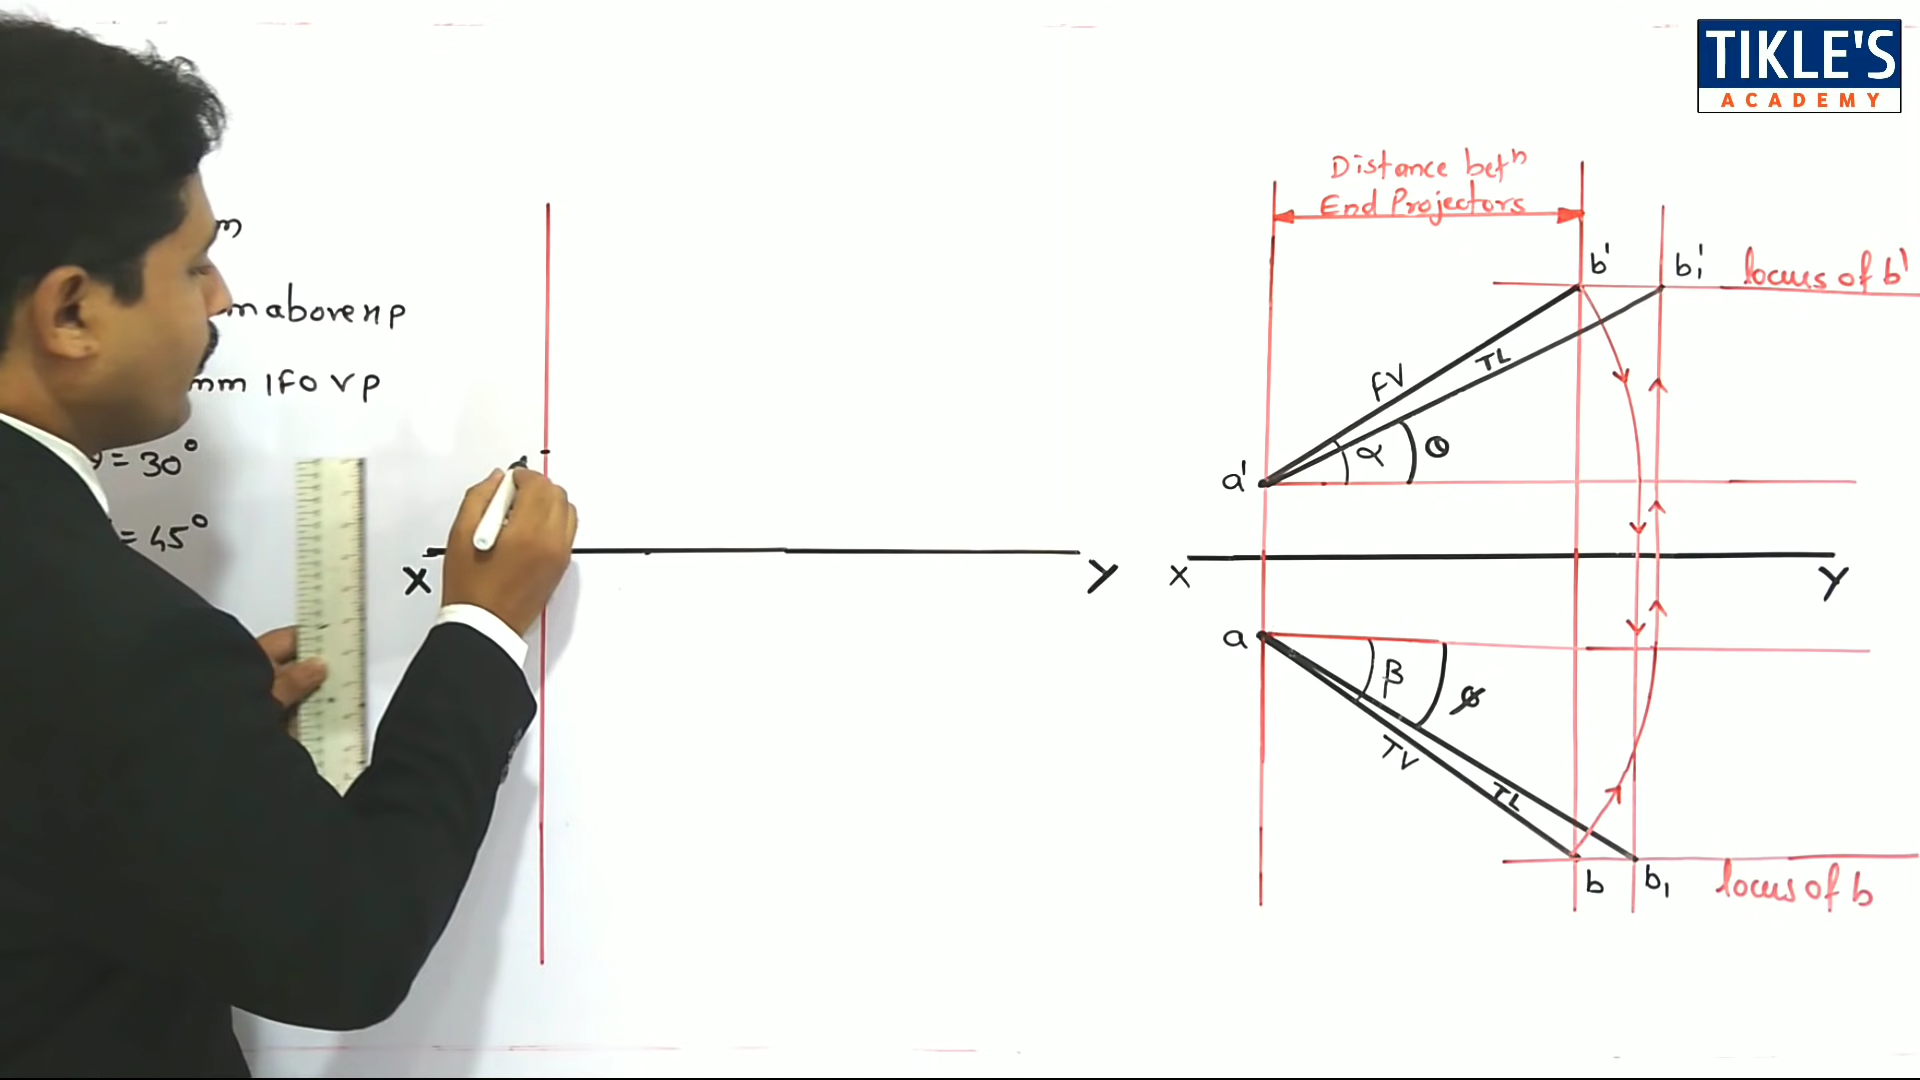 TIKLE'S
ACADEMY
m
m above HP
mm IFO VP
θ = 30°
= 45°
X
Y
Distance betⁿ
End Projectors
b'
b₁'
locus of b'
FV
TL
α
θ
a'
X
Y
a
β
ø
TV
TL
b
b₁
locus of b